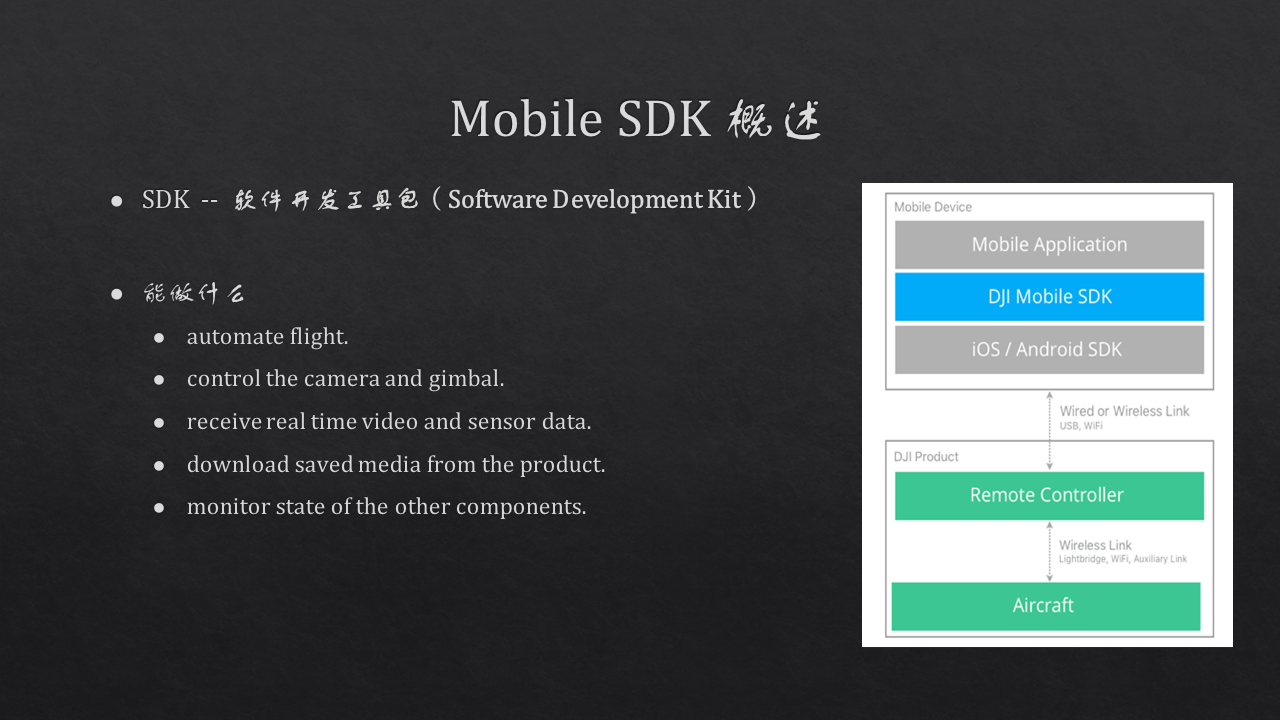 Mobile SDK 概述
SDK -- 软件开发工具包（Software Development Kit）
能做什么
automate flight.
control the camera and gimbal.
receive real time video and sensor data.
download saved media from the product.
monitor state of the other components.
Mobile Device
Mobile Application
DJI Mobile SDK
iOS / Android SDK
Wired or Wireless Link
USB, WiFi
DJI Product
Remote Controller
Wireless Link
Lightbridge, WiFi, Auxiliary Link
Aircraft